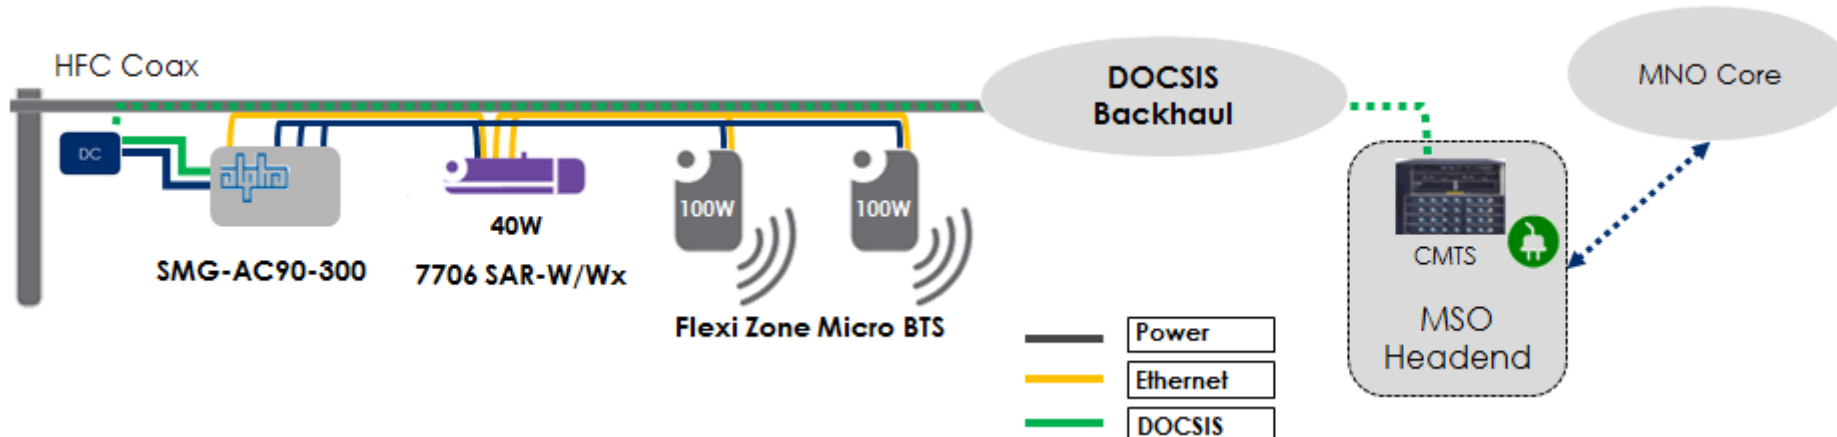 HFC Coax
DOCSIS
Backhaul
MNO Core
DC
alpha
100W
100W
40W
CMTS
SMG-AC90-300
7706 SAR-W/Wx
Flexi Zone Micro BTS
MSO
Headend
Power
Ethernet
DOCSIS